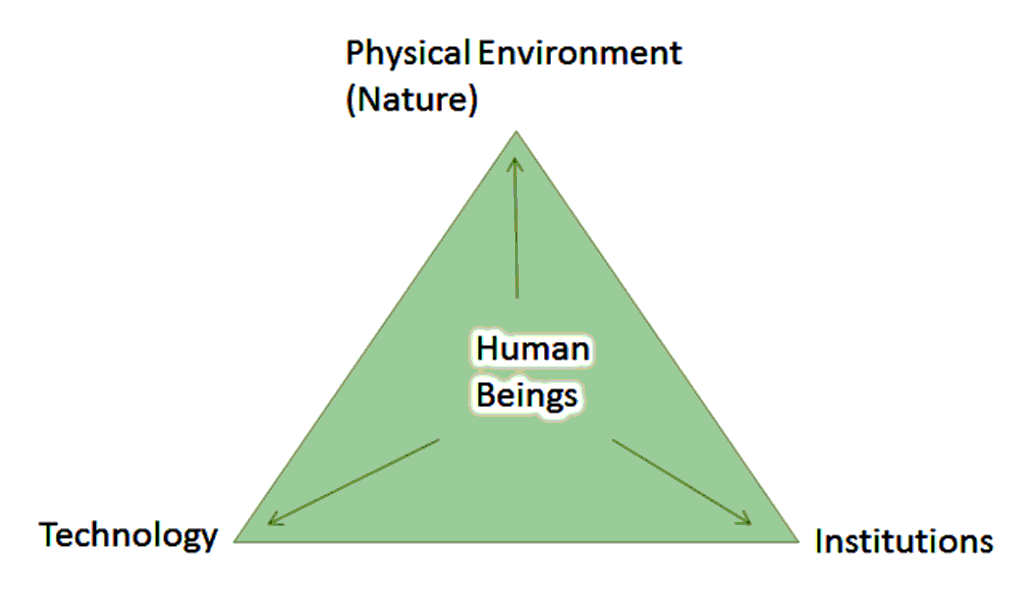 Physical Environment
(Nature)
Human
Beings
Technology
Institutions